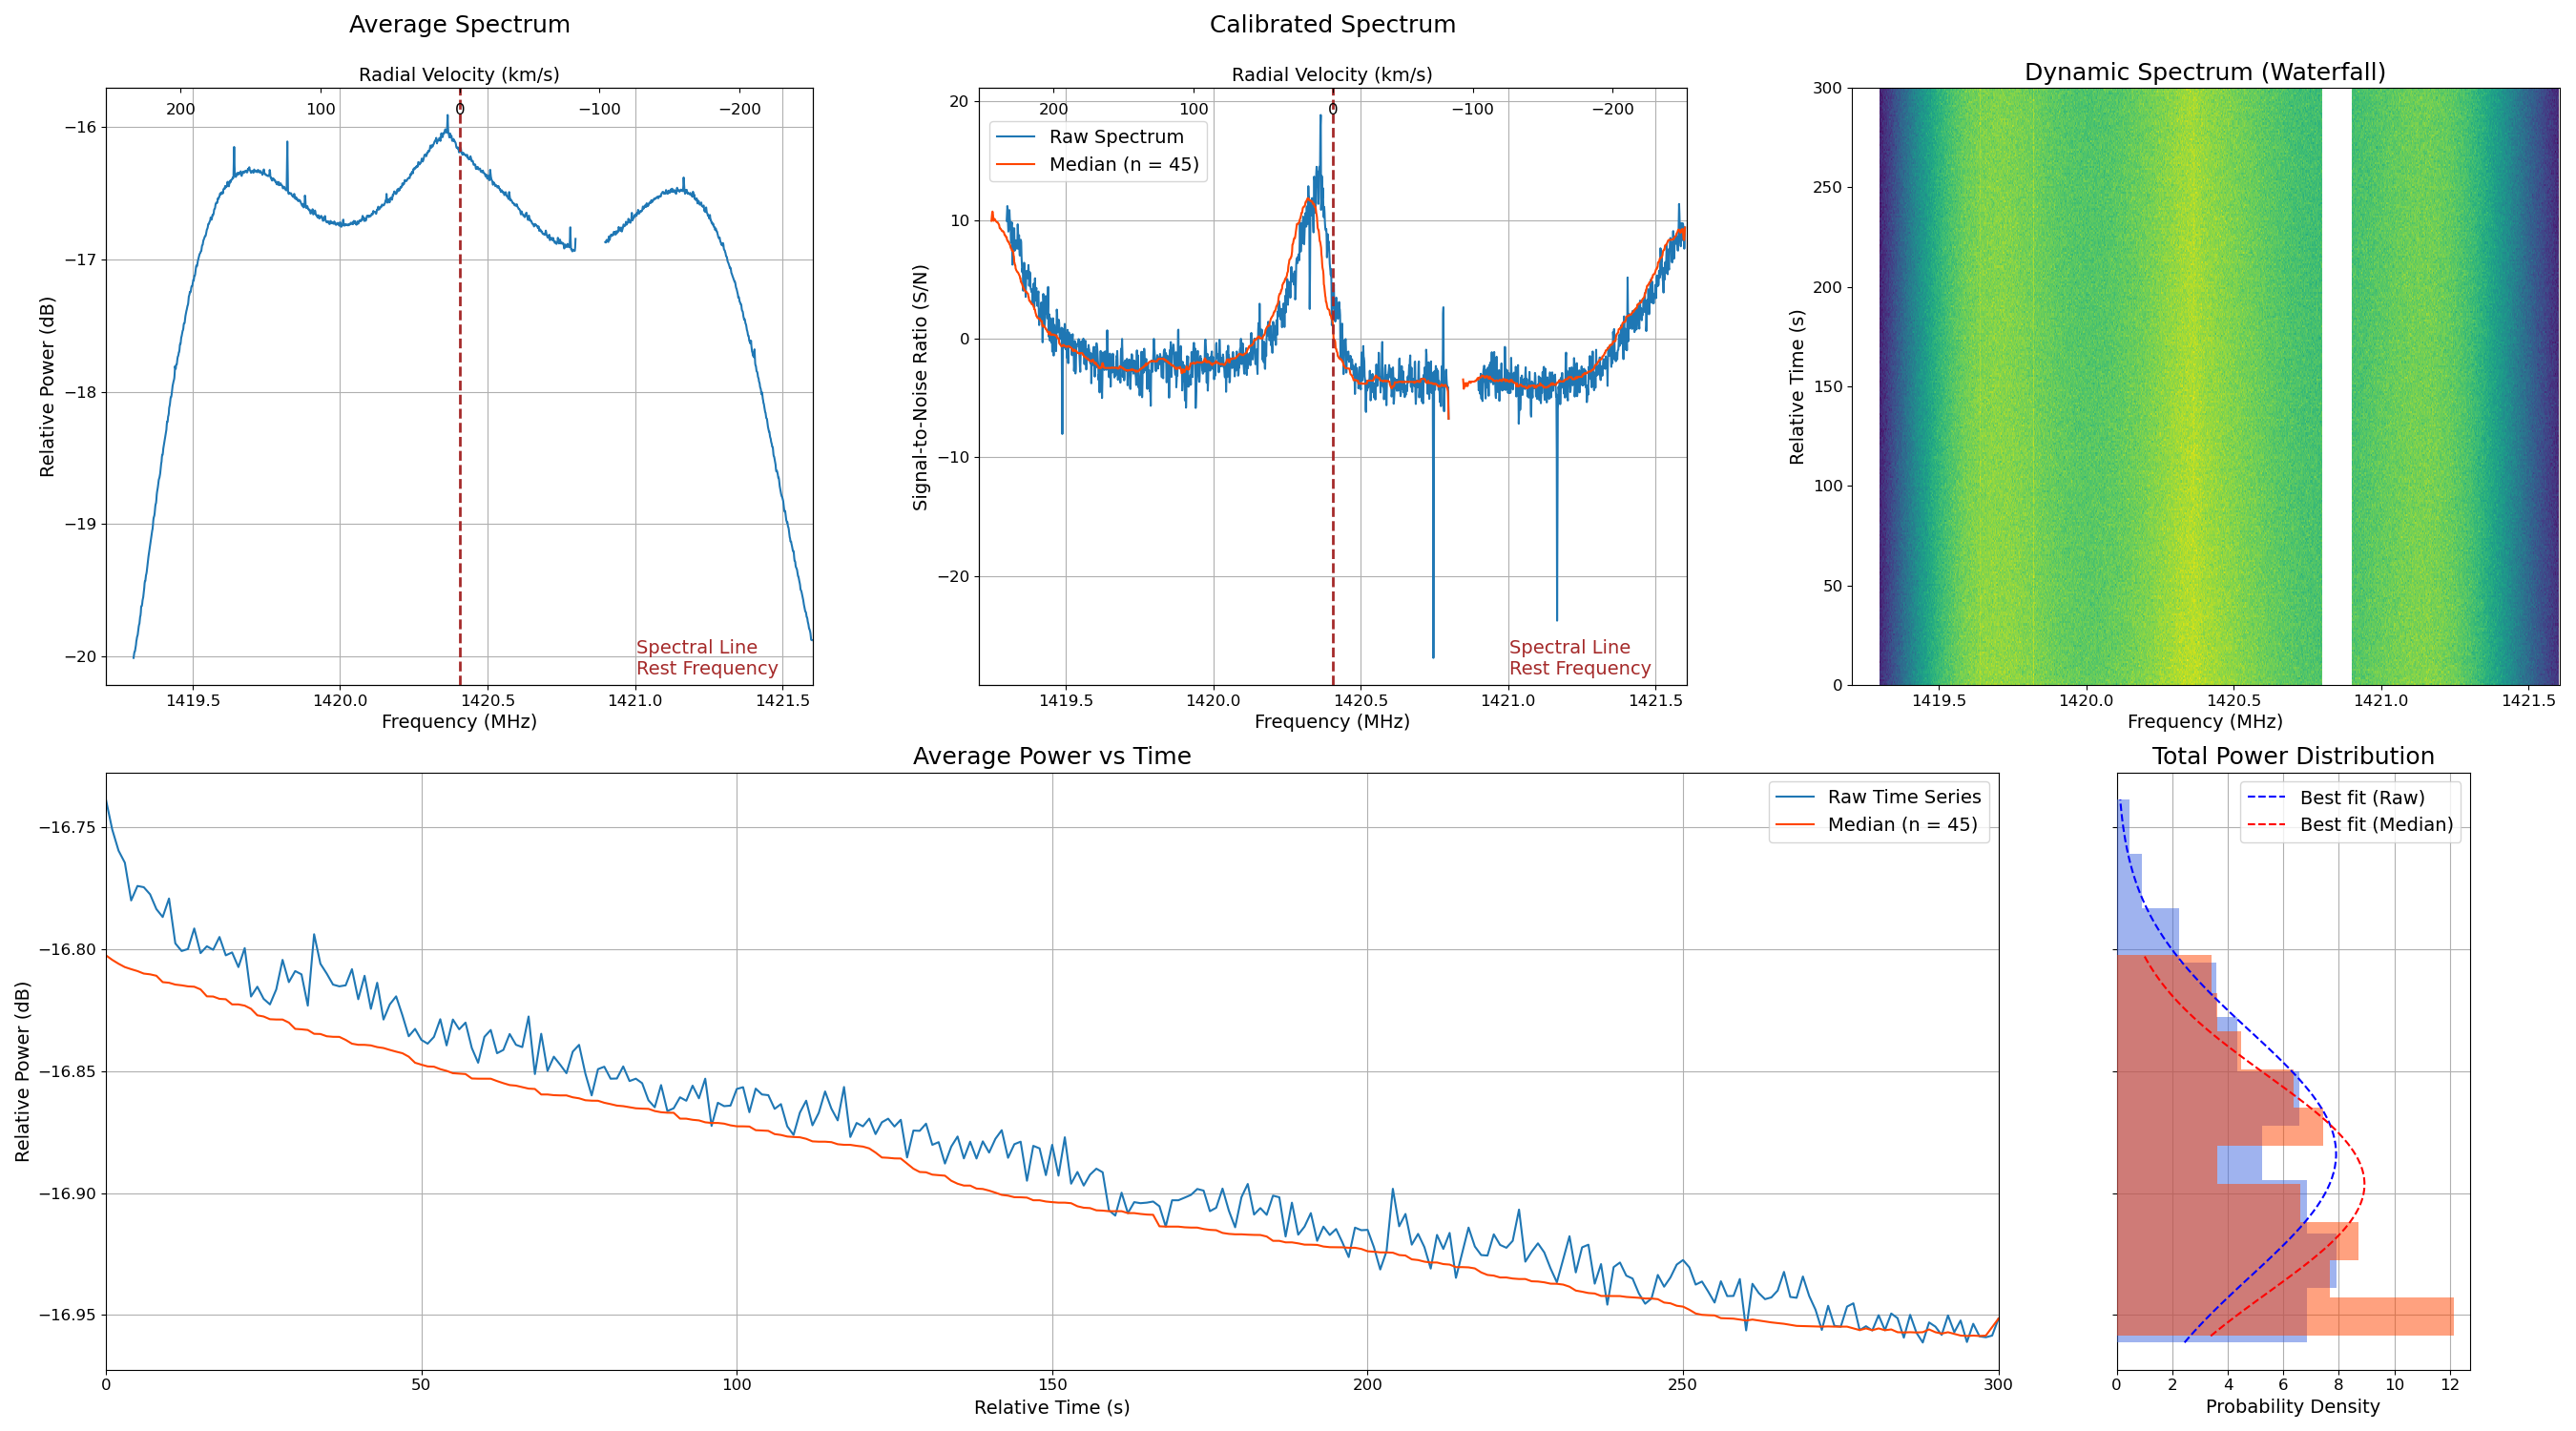 Average Spectrum
Radial Velocity (km/s)
200 100 0 −100 −200
−16
−17
−18
−19
−20
Relative Power (dB)
Spectral Line
Rest Frequency
1419.5 1420.0 1420.5 1421.0 1421.5
Frequency (MHz)
Calibrated Spectrum
Radial Velocity (km/s)
200 100 0 −100 −200
Raw Spectrum
Median (n = 45)
20
10
0
−10
−20
Signal-to-Noise Ratio (S/N)
Spectral Line
Rest Frequency
1419.5 1420.0 1420.5 1421.0 1421.5
Frequency (MHz)
Dynamic Spectrum (Waterfall)
300
250
200
150
100
50
0
Relative Time (s)
1419.5 1420.0 1420.5 1421.0 1421.5
Frequency (MHz)
Average Power vs Time
Raw Time Series
Median (n = 45)
−16.75
−16.80
−16.85
−16.90
−16.95
Relative Power (dB)
0 50 100 150 200 250 300
Relative Time (s)
Total Power Distribution
Best fit (Raw)
Best fit (Median)
0 2 4 6 8 10 12
Probability Density